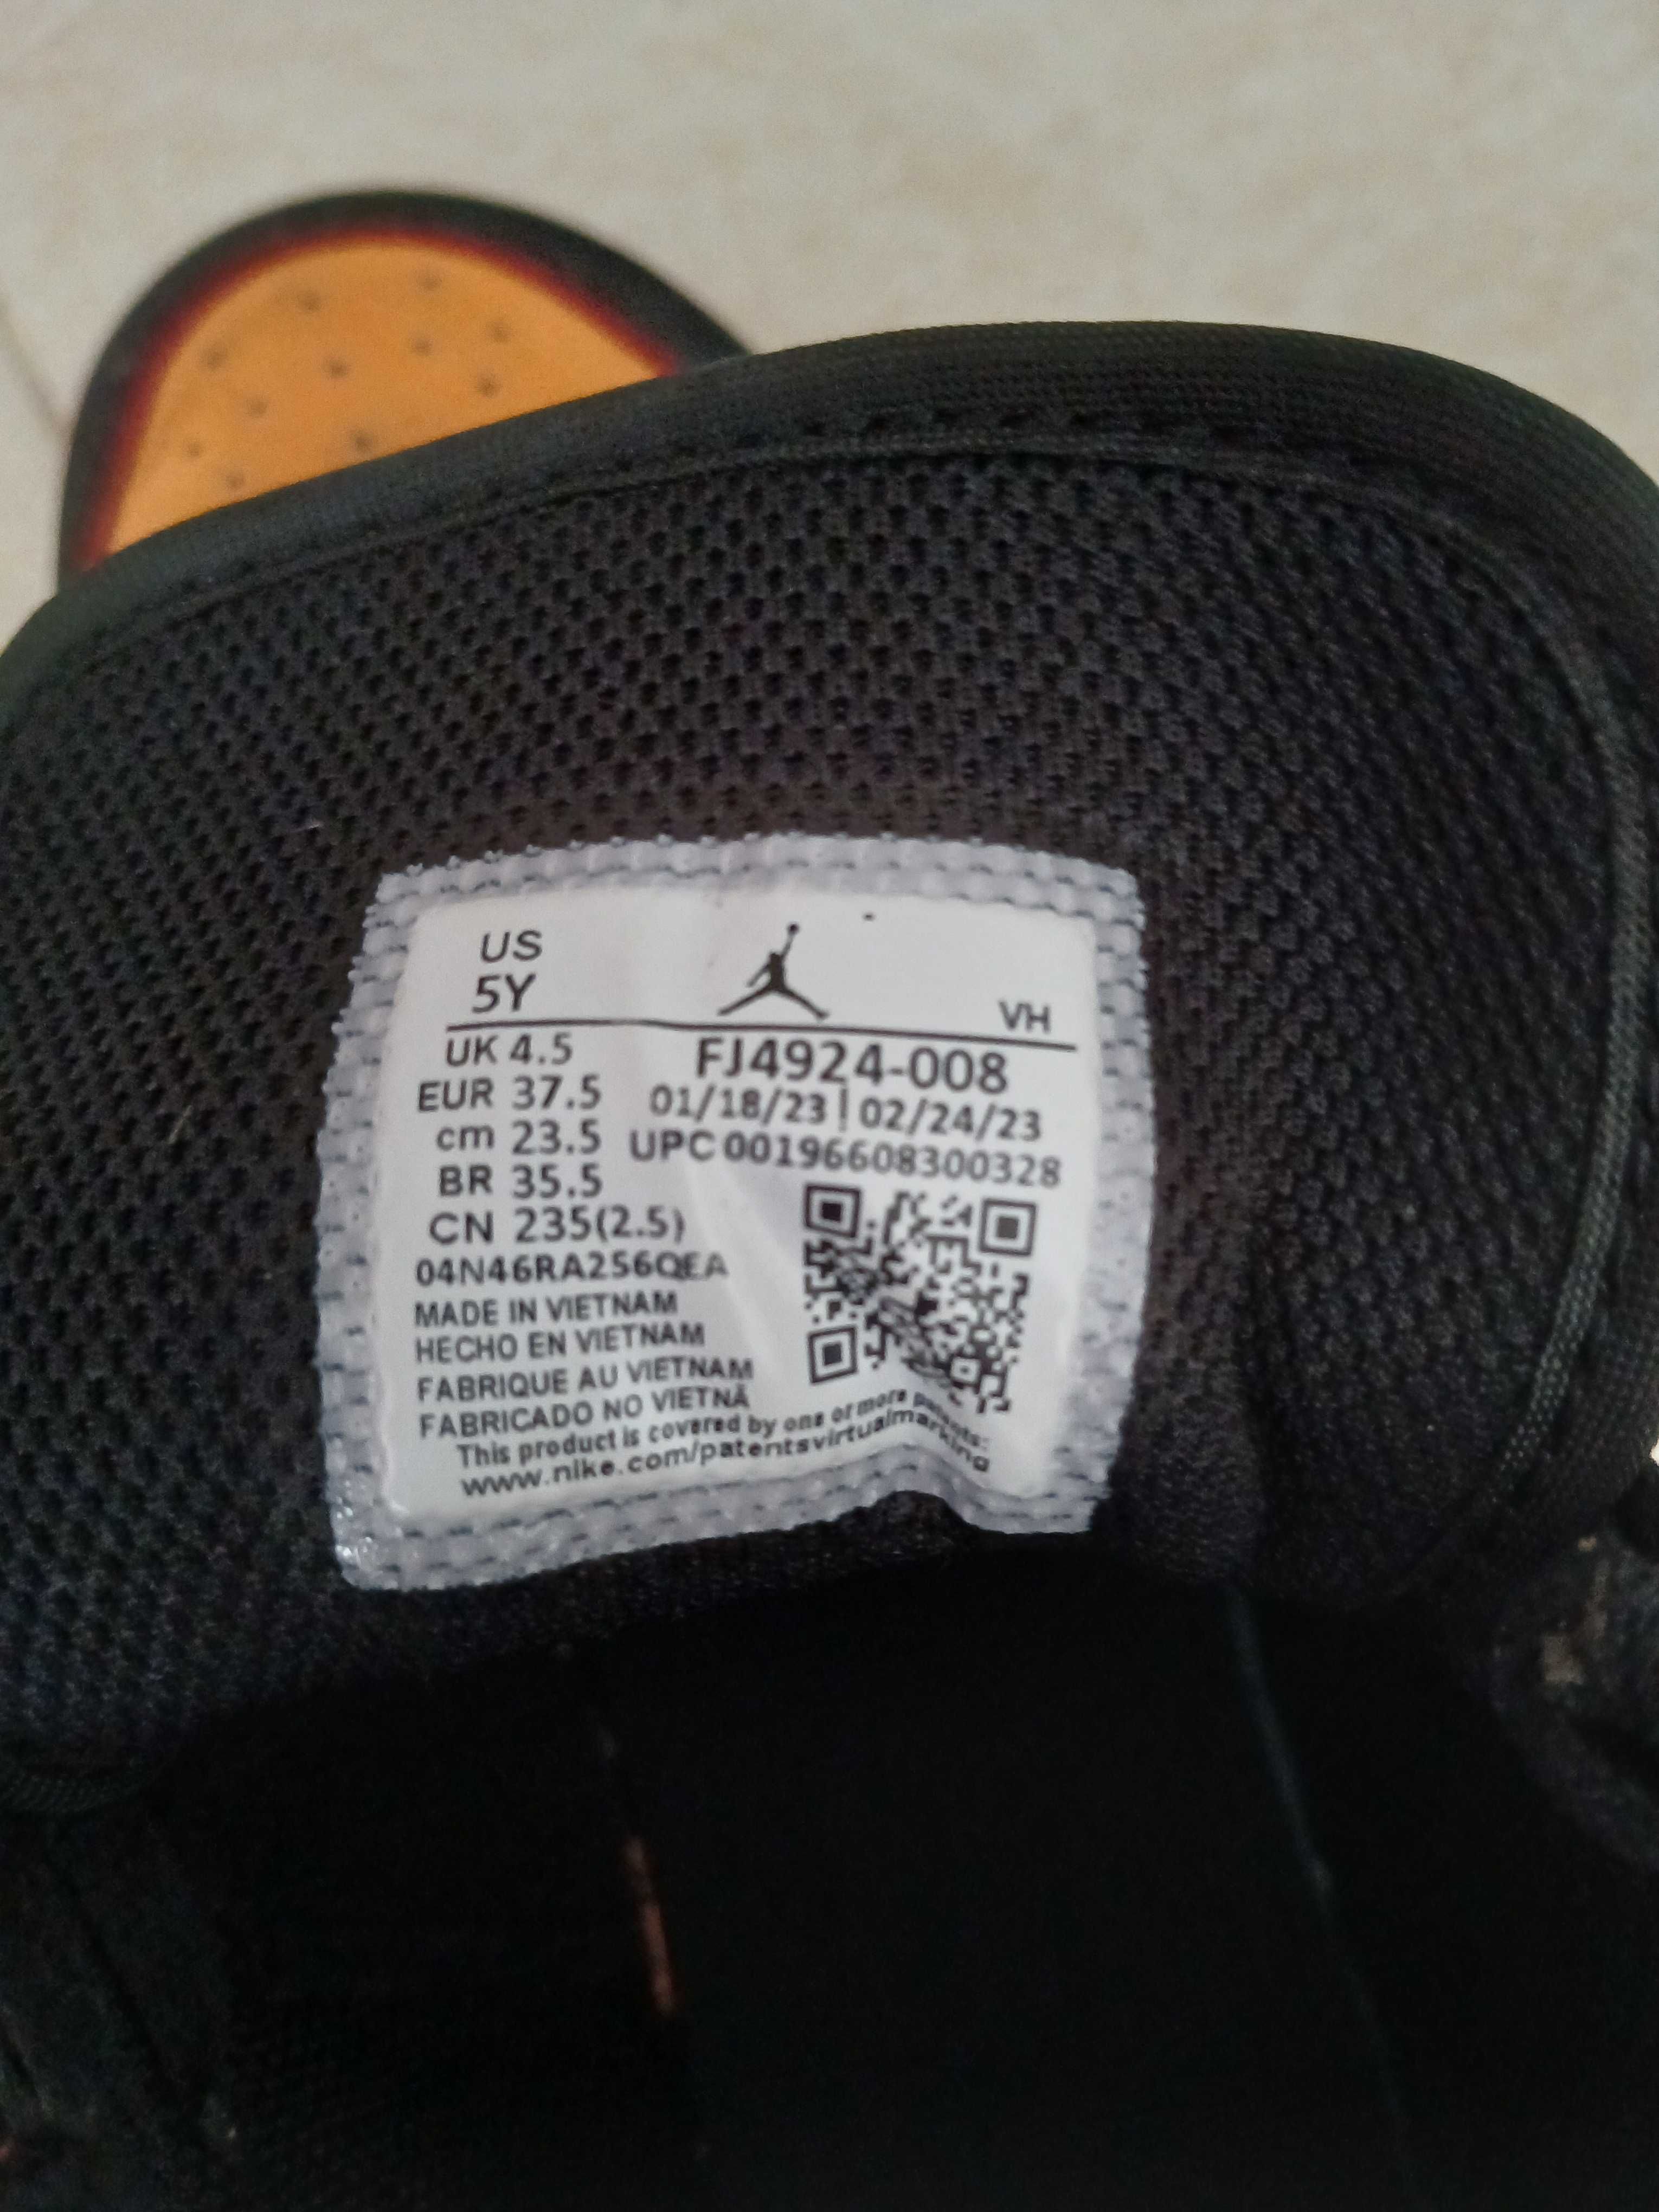 US
5Y
VH
UK 4.5
FJ4924-008
EUR 37.5
01/18/23 | 02/24/23
cm 23.5
UPC 00196608300328
BR 35.5
CN 235(2.5)
04N46RA256QEA
MADE IN VIETNAM
HECHO EN VIETNAM
FABRIQUE AU VIETNAM
FABRICADO NO VIETNÃ
This product is covered by one or more patents:
www.nike.com/patentsvirtualmarking